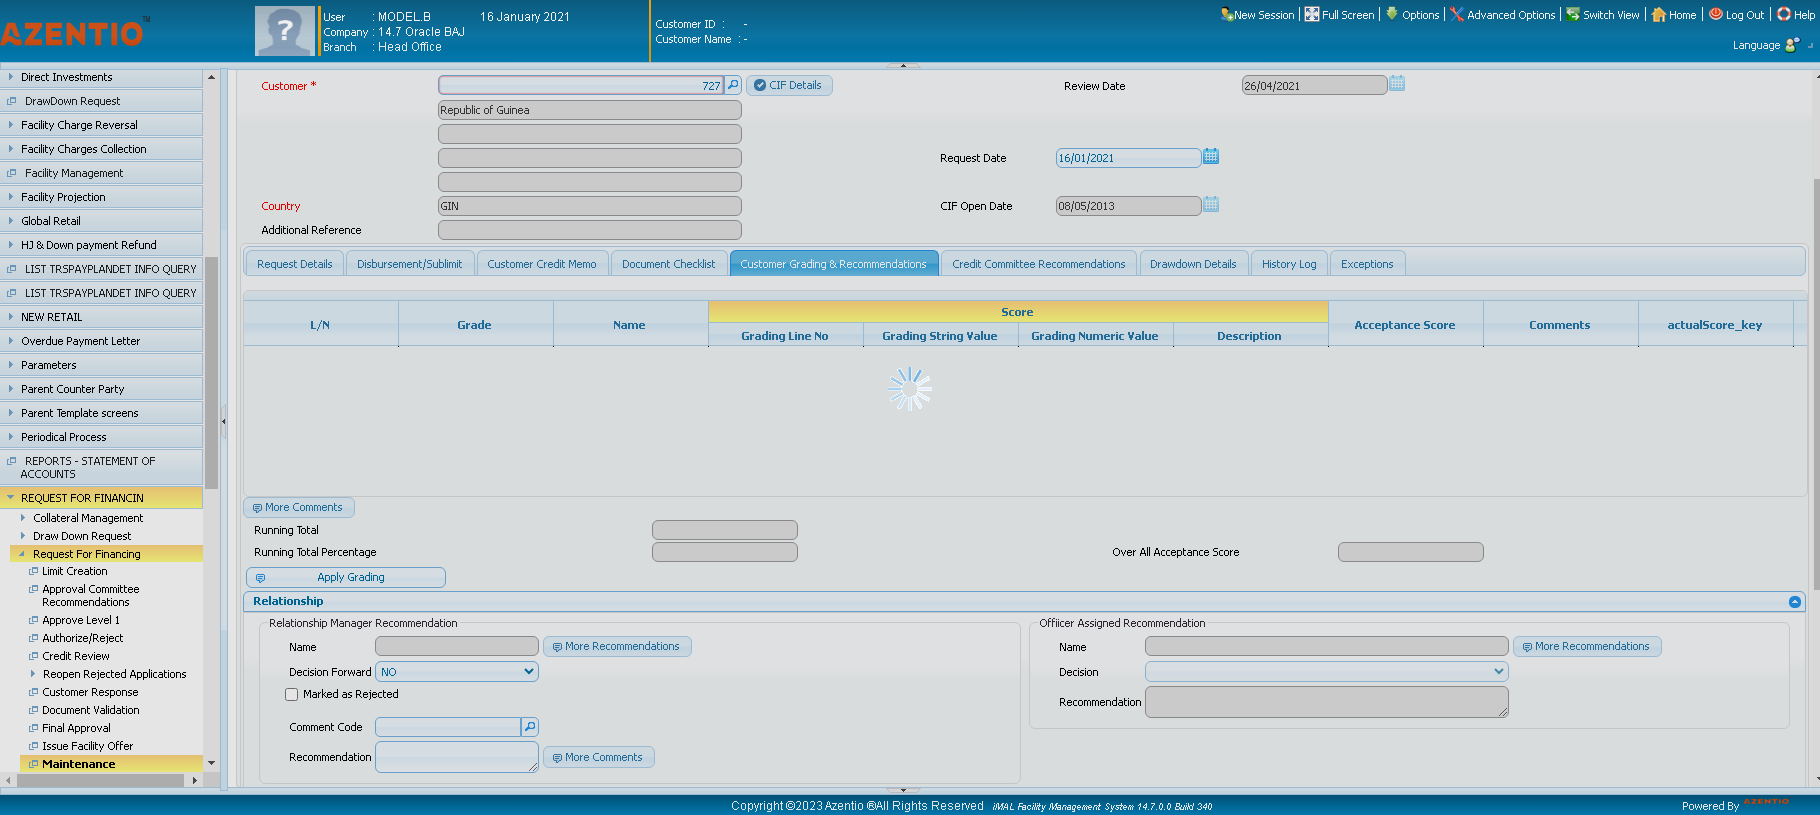 AZENTIO™
User : MODEL.B 16 January 2021
Company : 14.7 Oracle BAJ
Branch : Head Office
Customer ID : -
Customer Name : -
New Session Full Screen Options Advanced Options Switch View Home Log Out Help
Language
Direct Investments
DrawDown Request
Facility Charge Reversal
Facility Charges Collection
Facility Management
Facility Projection
Global Retail
HJ & Down payment Refund
LIST TRSPAYPLANDET INFO QUERY
LIST TRSPAYPLANDET INFO QUERY
NEW RETAIL
Overdue Payment Letter
Parameters
Parent Counter Party
Parent Template screens
Periodical Process
REPORTS - STATEMENT OF
ACCOUNTS
REQUEST FOR FINANCIN
Collateral Management
Draw Down Request
Request For Financing
Limit Creation
Approval Committee
Recommendations
Approve Level 1
Authorize/Reject
Credit Review
Reopen Rejected Applications
Customer Response
Document Validation
Final Approval
Issue Facility Offer
Maintenance
Customer * 727 CIF Details Review Date 26/04/2021
Republic of Guinea
Request Date 16/01/2021
Country GIN CIF Open Date 08/05/2013
Additional Reference
Request Details Disbursement/Sublimit Customer Credit Memo Document Checklist Customer Grading & Recommendations Credit Committee Recommendations Drawdown Details History Log Exceptions
Score
L/N Grade Name Acceptance Score Comments actualScore_key
Grading Line No Grading String Value Grading Numeric Value Description
More Comments
Running Total
Running Total Percentage Over All Acceptance Score
Apply Grading
Relationship
Relationship Manager Recommendation
Name More Recommendations
Decision Forward NO
Marked as Rejected
Comment Code
Recommendation More Comments
Offiicer Assigned Recommendation
Name More Recommendations
Decision
Recommendation
Copyright ©2023 Azentio ®All Rights Reserved iMAL Facility Management System 14.7.0.0 Build 340
Powered By AZENTIO